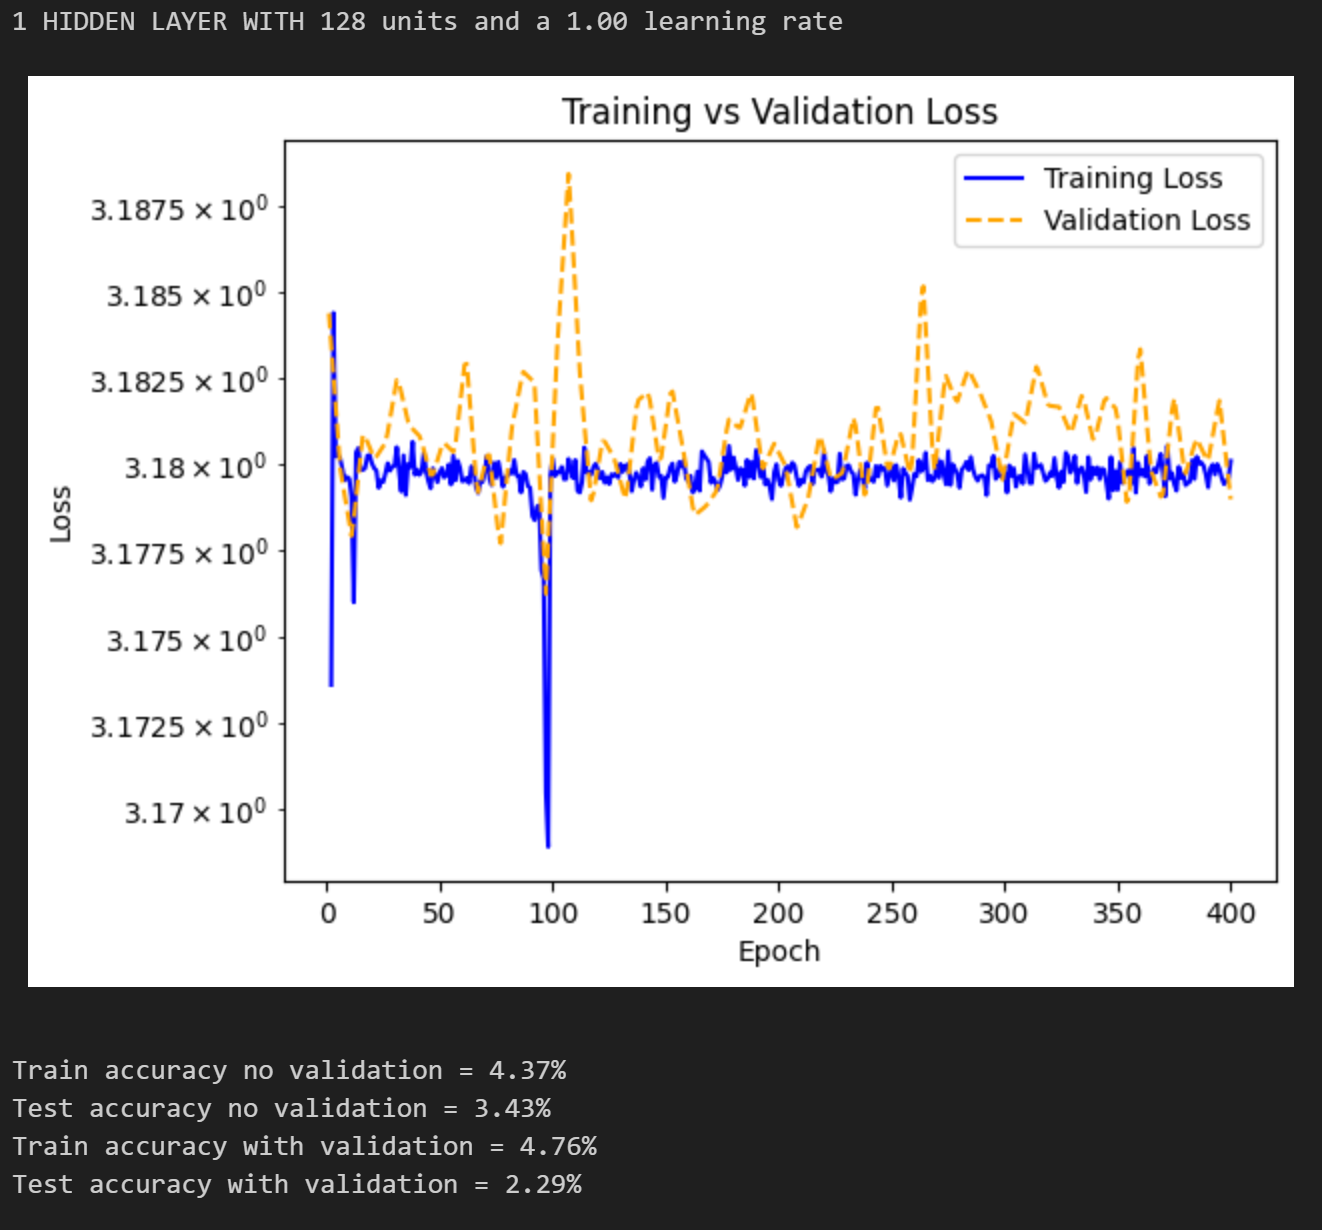 1 HIDDEN LAYER WITH 128 units and a 1.00 learning rate
Training vs Validation Loss
Training Loss
Validation Loss
3.1875 × 10⁰
3.185 × 10⁰
3.1825 × 10⁰
3.18 × 10⁰
3.1775 × 10⁰
3.175 × 10⁰
3.1725 × 10⁰
3.17 × 10⁰
Loss
0 50 100 150 200 250 300 350 400
Epoch
Train accuracy no validation = 4.37%
Test accuracy no validation = 3.43%
Train accuracy with validation = 4.76%
Test accuracy with validation = 2.29%